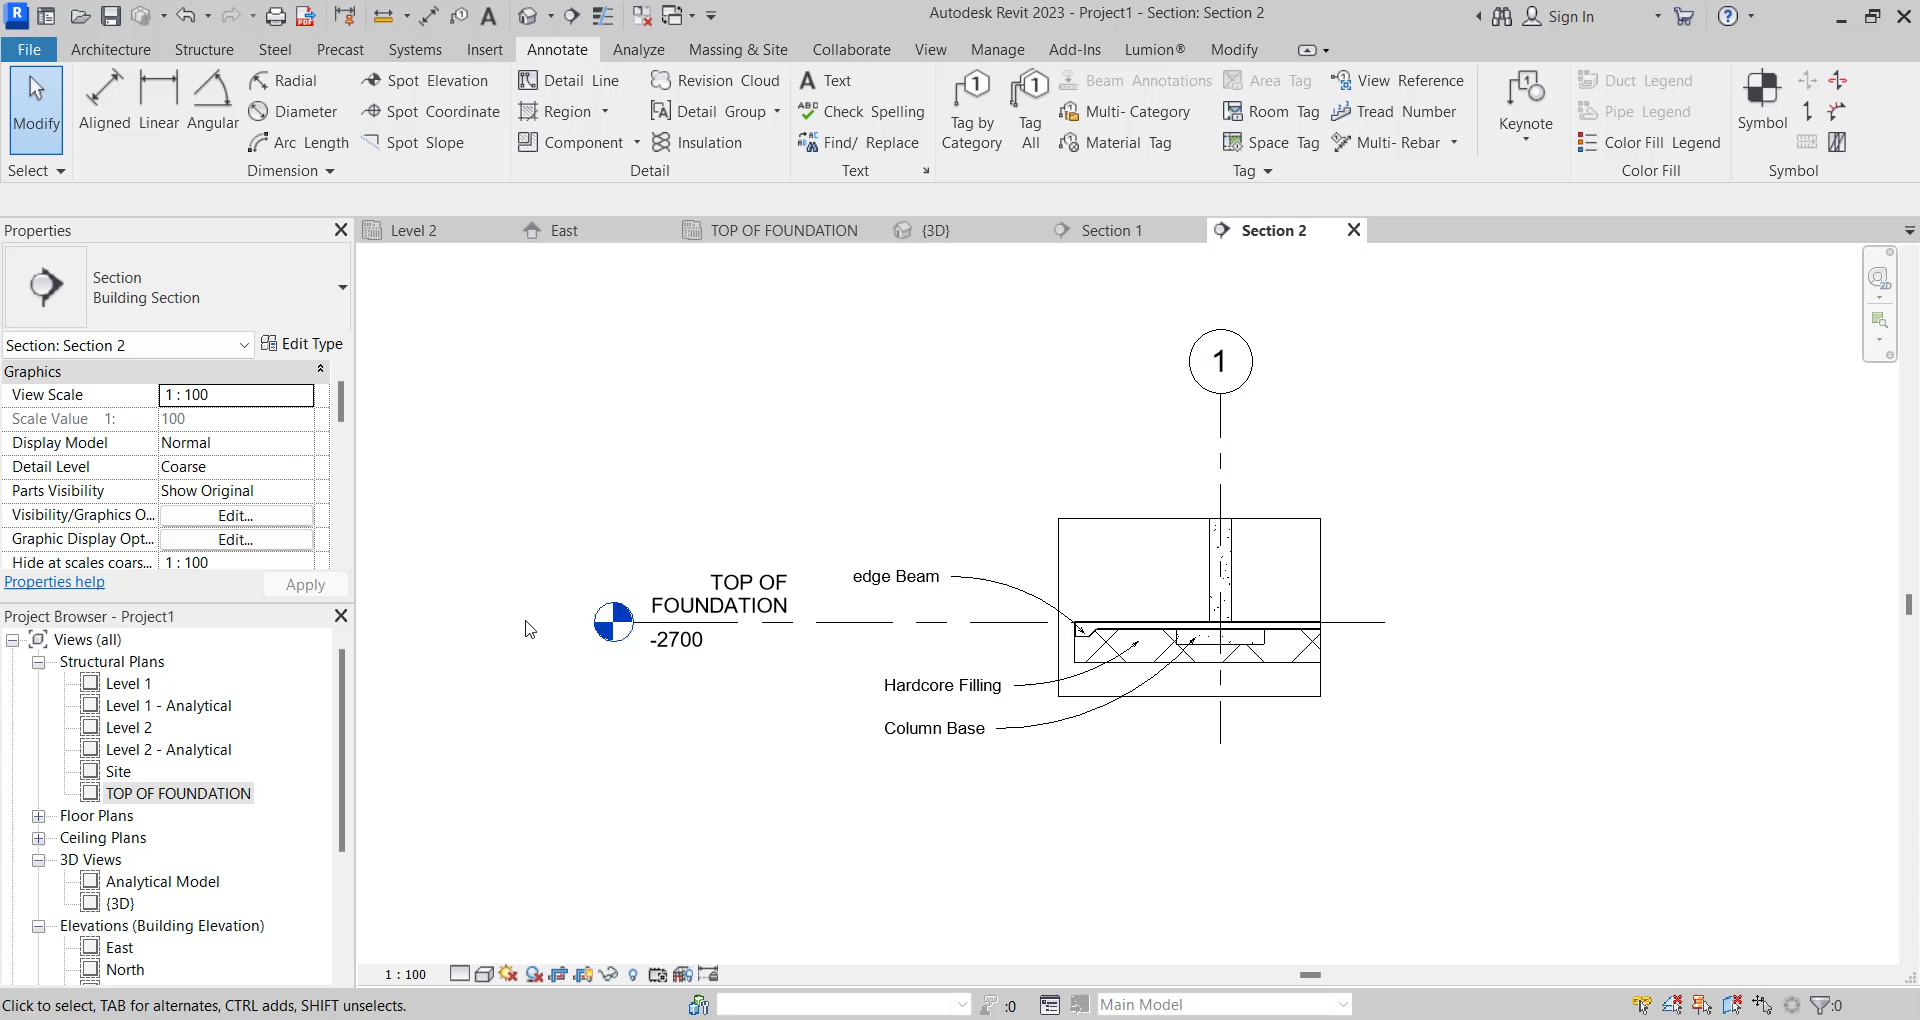 Autodesk Revit 2023 - Project1 - Section: Section 2
Sign In
File Architecture Structure Steel Precast Systems Insert Annotate Analyze Massing & Site Collaborate View Manage Add-Ins Lumion® Modify
Modify
Select
Aligned
Linear
Angular
Radial
Diameter
Arc Length
Spot Elevation
Spot Coordinate
Spot Slope
Dimension
Detail Line
Region
Component
Revision Cloud
Detail Group
Insulation
Detail
Text
Check Spelling
Find/ Replace
Text
Tag by
Category
Tag
All
Beam Annotations
Multi- Category
Material Tag
Area Tag
Room Tag
Space Tag
View Reference
Tread Number
Multi- Rebar
Tag
Keynote
Duct Legend
Pipe Legend
Color Fill Legend
Color Fill
Symbol
Symbol
Properties
Section
Building Section
Section: Section 2
Edit Type
Graphics
View Scale 1 : 100
Scale Value 1: 100
Display Model Normal
Detail Level Coarse
Parts Visibility Show Original
Visibility/Graphics O... Edit...
Graphic Display Opt... Edit...
Hide at scales coars... 1 : 100
Properties help
Apply
Project Browser - Project1
Views (all)
Structural Plans
Level 1
Level 1 - Analytical
Level 2
Level 2 - Analytical
Site
TOP OF FOUNDATION
Floor Plans
Ceiling Plans
3D Views
Analytical Model
{3D}
Elevations (Building Elevation)
East
North
Level 2 East TOP OF FOUNDATION {3D} Section 1 Section 2
1
edge Beam
TOP OF
FOUNDATION
-2700
Hardcore Filling
Column Base
1 : 100
Click to select, TAB for alternates, CTRL adds, SHIFT unselects.
:0
Main Model
:0